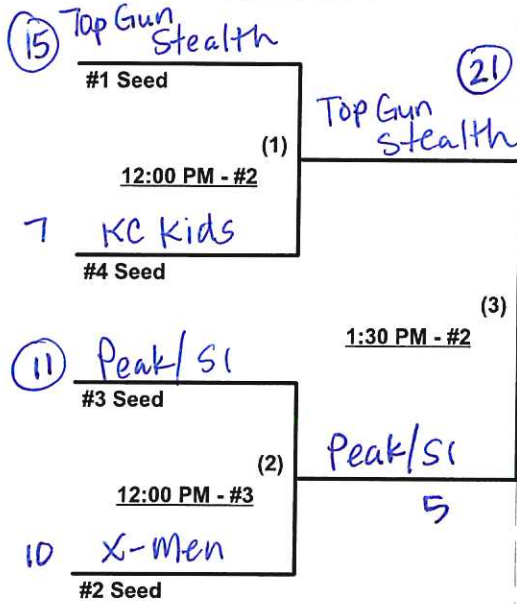 15 Top Gun
Stealth
#1 Seed
21
Top Gun
Stealth
(1)
12:00 PM - #2
7 KC Kids
#4 Seed
(3)
1:30 PM - #2
11 Peak/SI
#3 Seed
(2)
12:00 PM - #3
Peak/SI
5
10 X-Men
#2 Seed